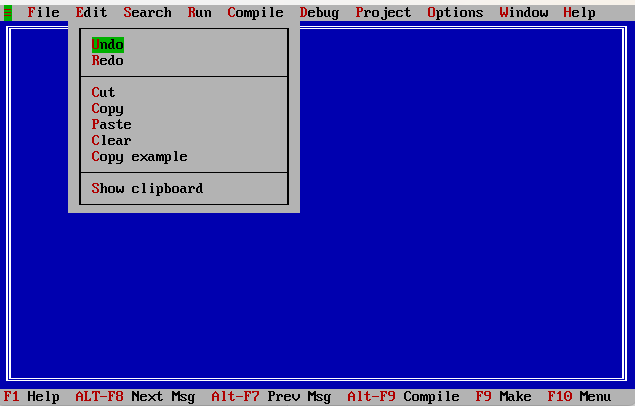 ≡ File Edit Search Run Compile Debug Project Options Window Help
Undo
Redo
Cut
Copy
Paste
Clear
Copy example
Show clipboard
F1 Help ALT-F8 Next Msg Alt-F7 Prev Msg Alt-F9 Compile F9 Make F10 Menu